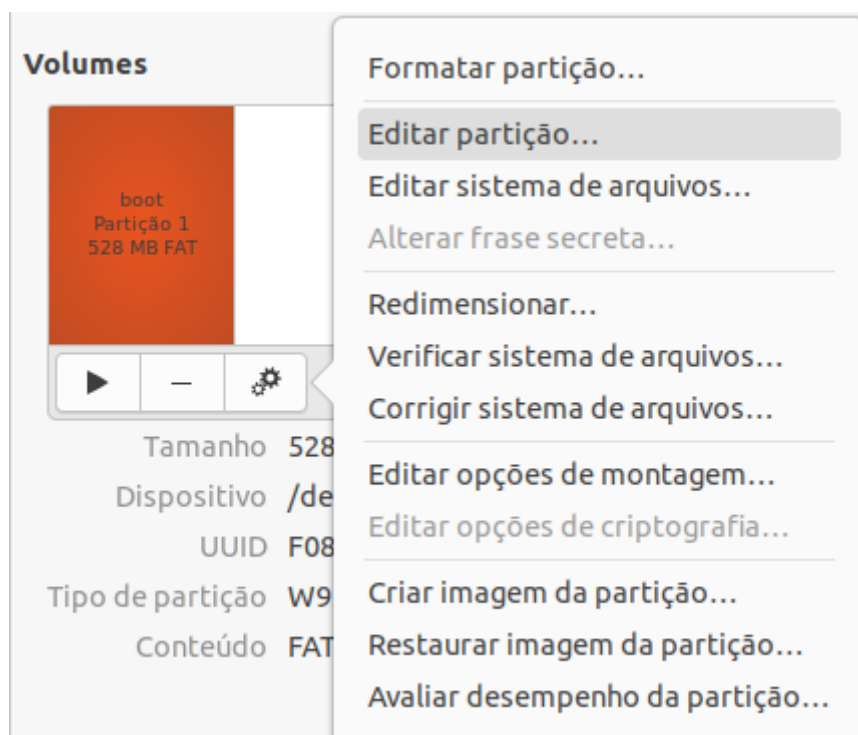 Volumes
boot
Partição 1
528 MB FAT
Tamanho 528
Dispositivo /de
UUID F08
Tipo de partição W9
Conteúdo FAT
Formatar partição...
Editar partição...
Editar sistema de arquivos...
Alterar frase secreta...
Redimensionar...
Verificar sistema de arquivos...
Corrigir sistema de arquivos...
Editar opções de montagem...
Editar opções de criptografia...
Criar imagem da partição...
Restaurar imagem da partição...
Avaliar desempenho da partição...